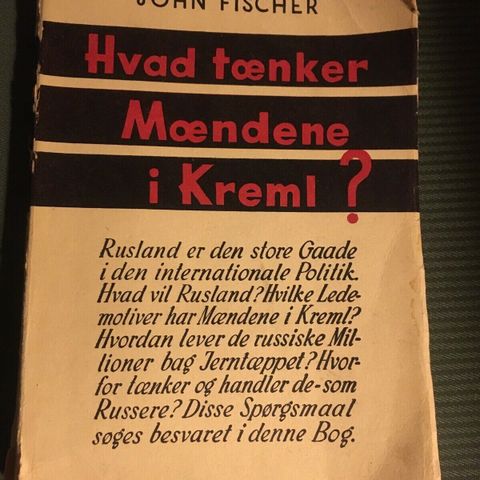 JOHN FISCHER
Hvad tænker
Mændene
i Kreml?
Rusland er den store Gaade
i den internationale Politik.
Hvad vil Rusland? Hvilke Lede-
motiver har Mændene i Kreml?
Hvordan lever de russiske Mil-
lioner bag Jerntæppet? Hvor-
for tænker og handler de-som
Russere? Disse Spørgsmaal
søges besvaret i denne Bog.